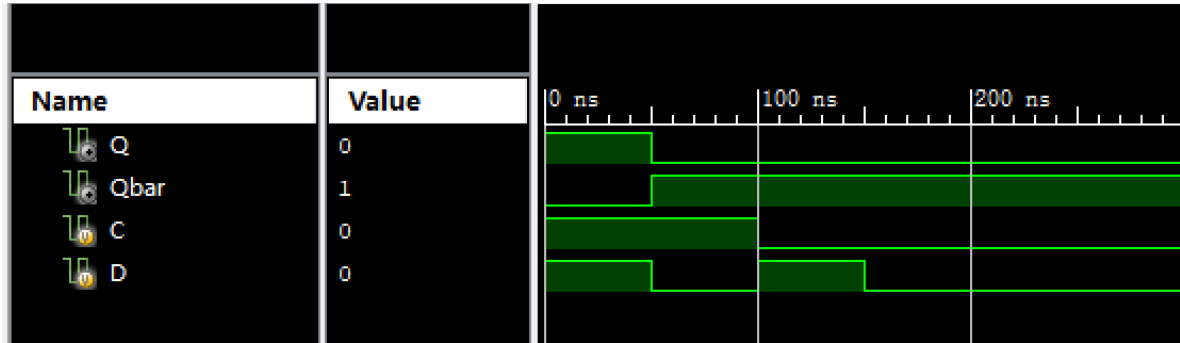 Name Value 0 ns 100 ns 200 ns
Q 0
Qbar 1
C 0
D 0